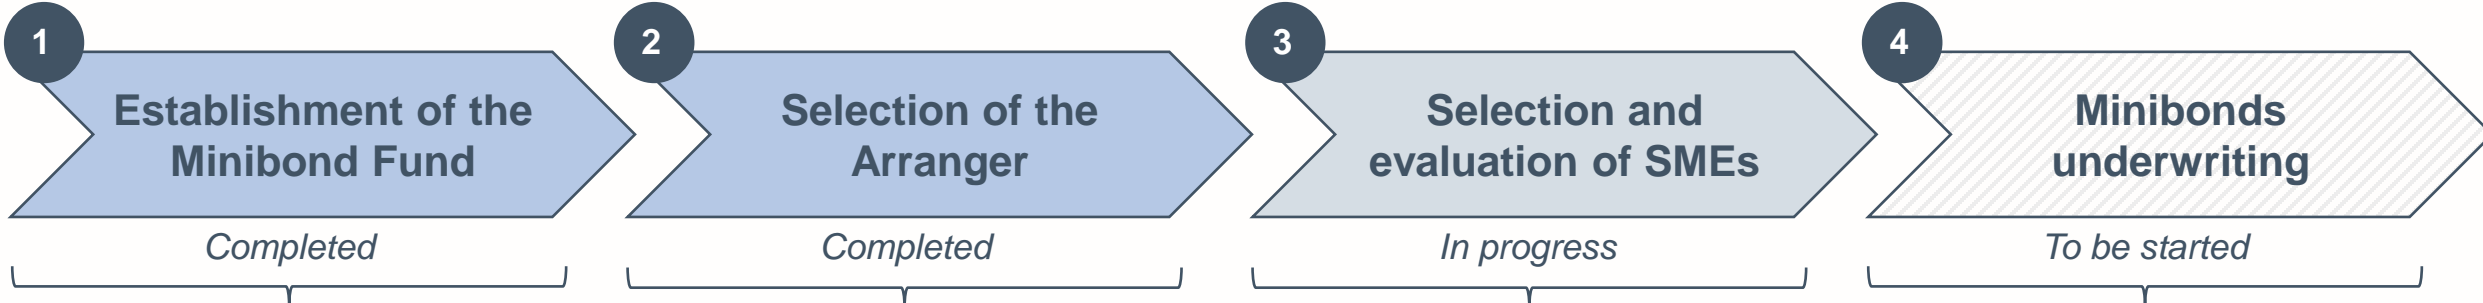 1
Establishment of the
Minibond Fund
Completed
2
Selection of the
Arranger
Completed
3
Selection and
evaluation of SMEs
In progress
4
Minibonds
underwriting
To be started